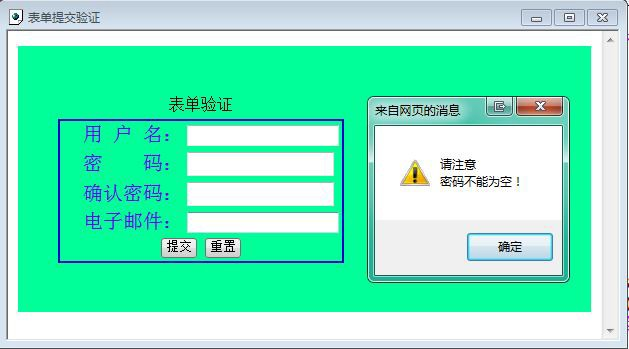 表单提交验证
表单验证
用 户 名：
密    码：
确认密码：
电子邮件：
提交 重置
来自网页的消息
请注意
密码不能为空！
确定